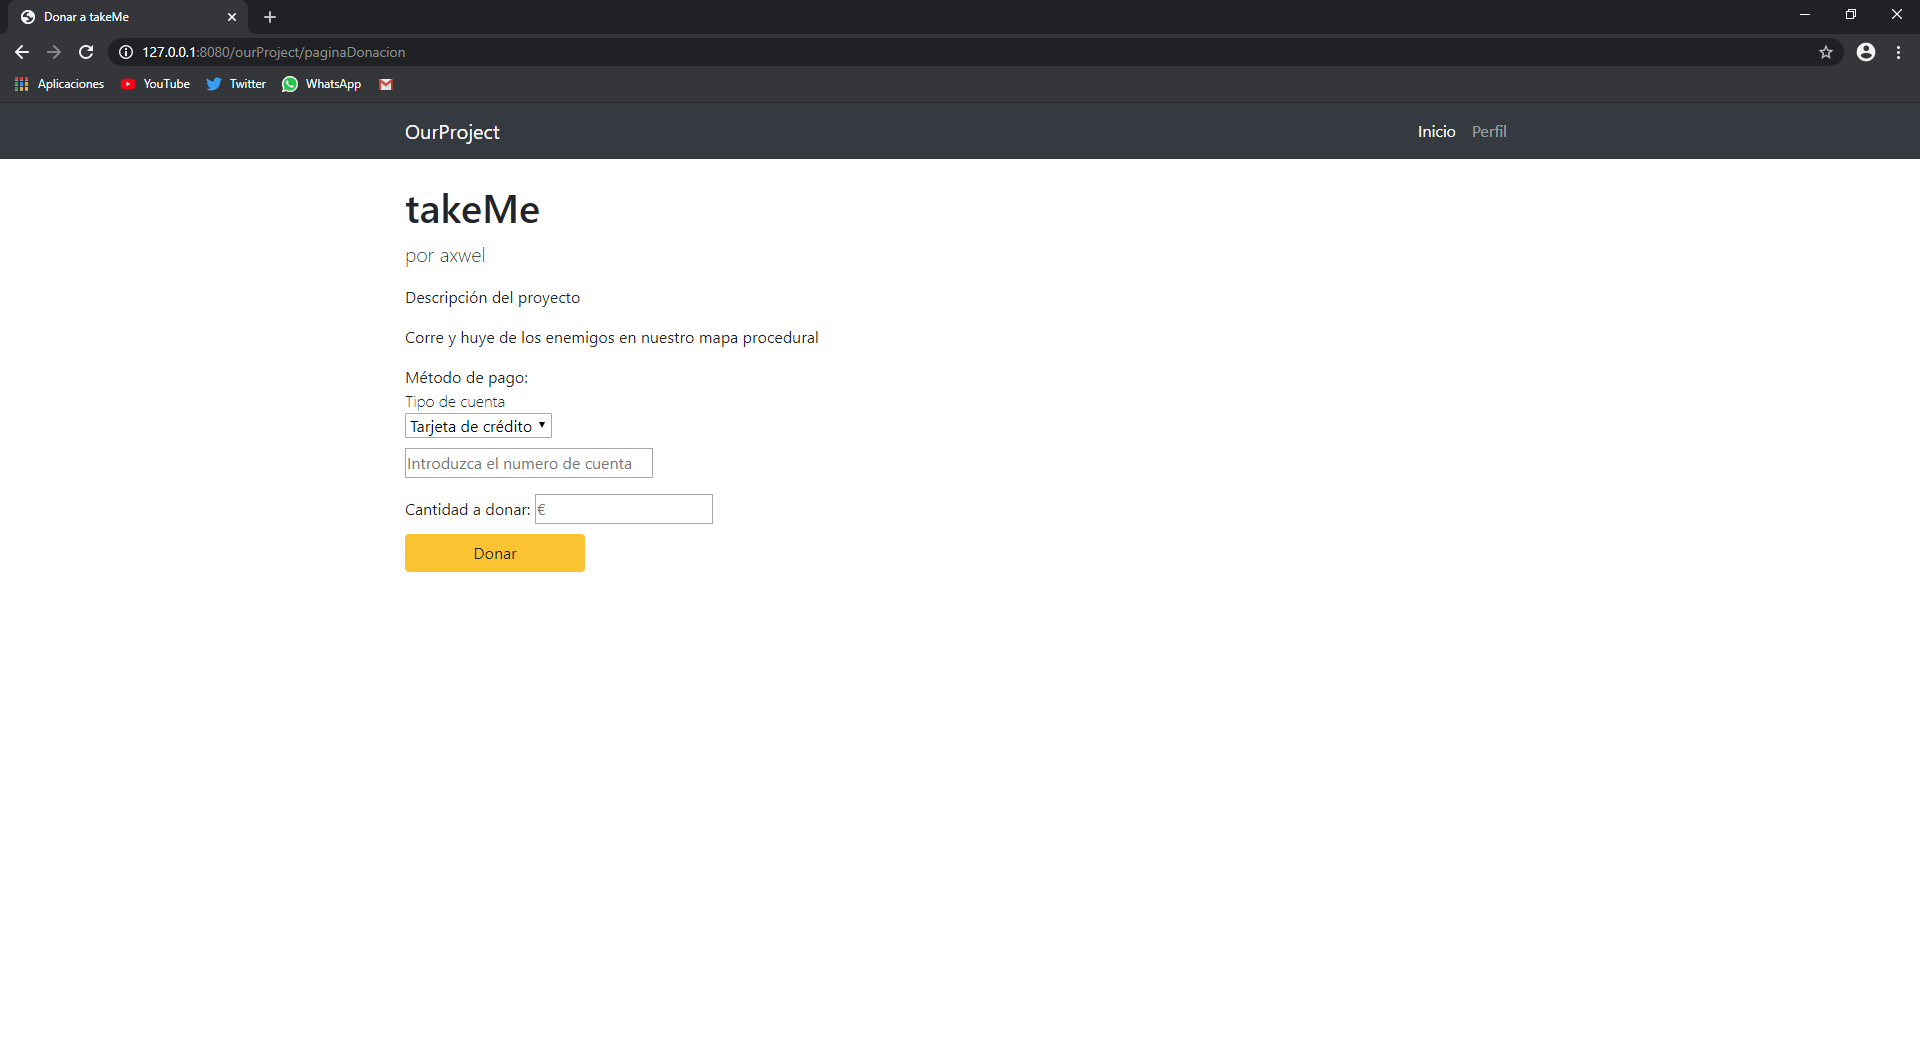 Donar a takeMe
127.0.0.1:8080/ourProject/paginaDonacion
Aplicaciones YouTube Twitter WhatsApp
OurProject Inicio Perfil
takeMe
por axwel
Descripción del proyecto
Corre y huye de los enemigos en nuestro mapa procedural
Método de pago:
Tipo de cuenta
Tarjeta de crédito
Introduzca el numero de cuenta
Cantidad a donar: €
Donar